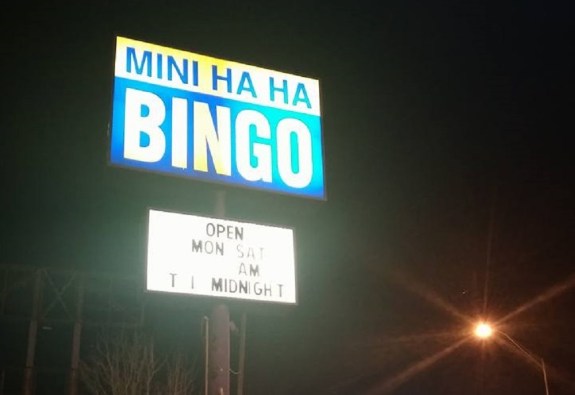 MINI HA HA
BINGO
OPEN
MON SAT
AM
T I MIDNIGHT